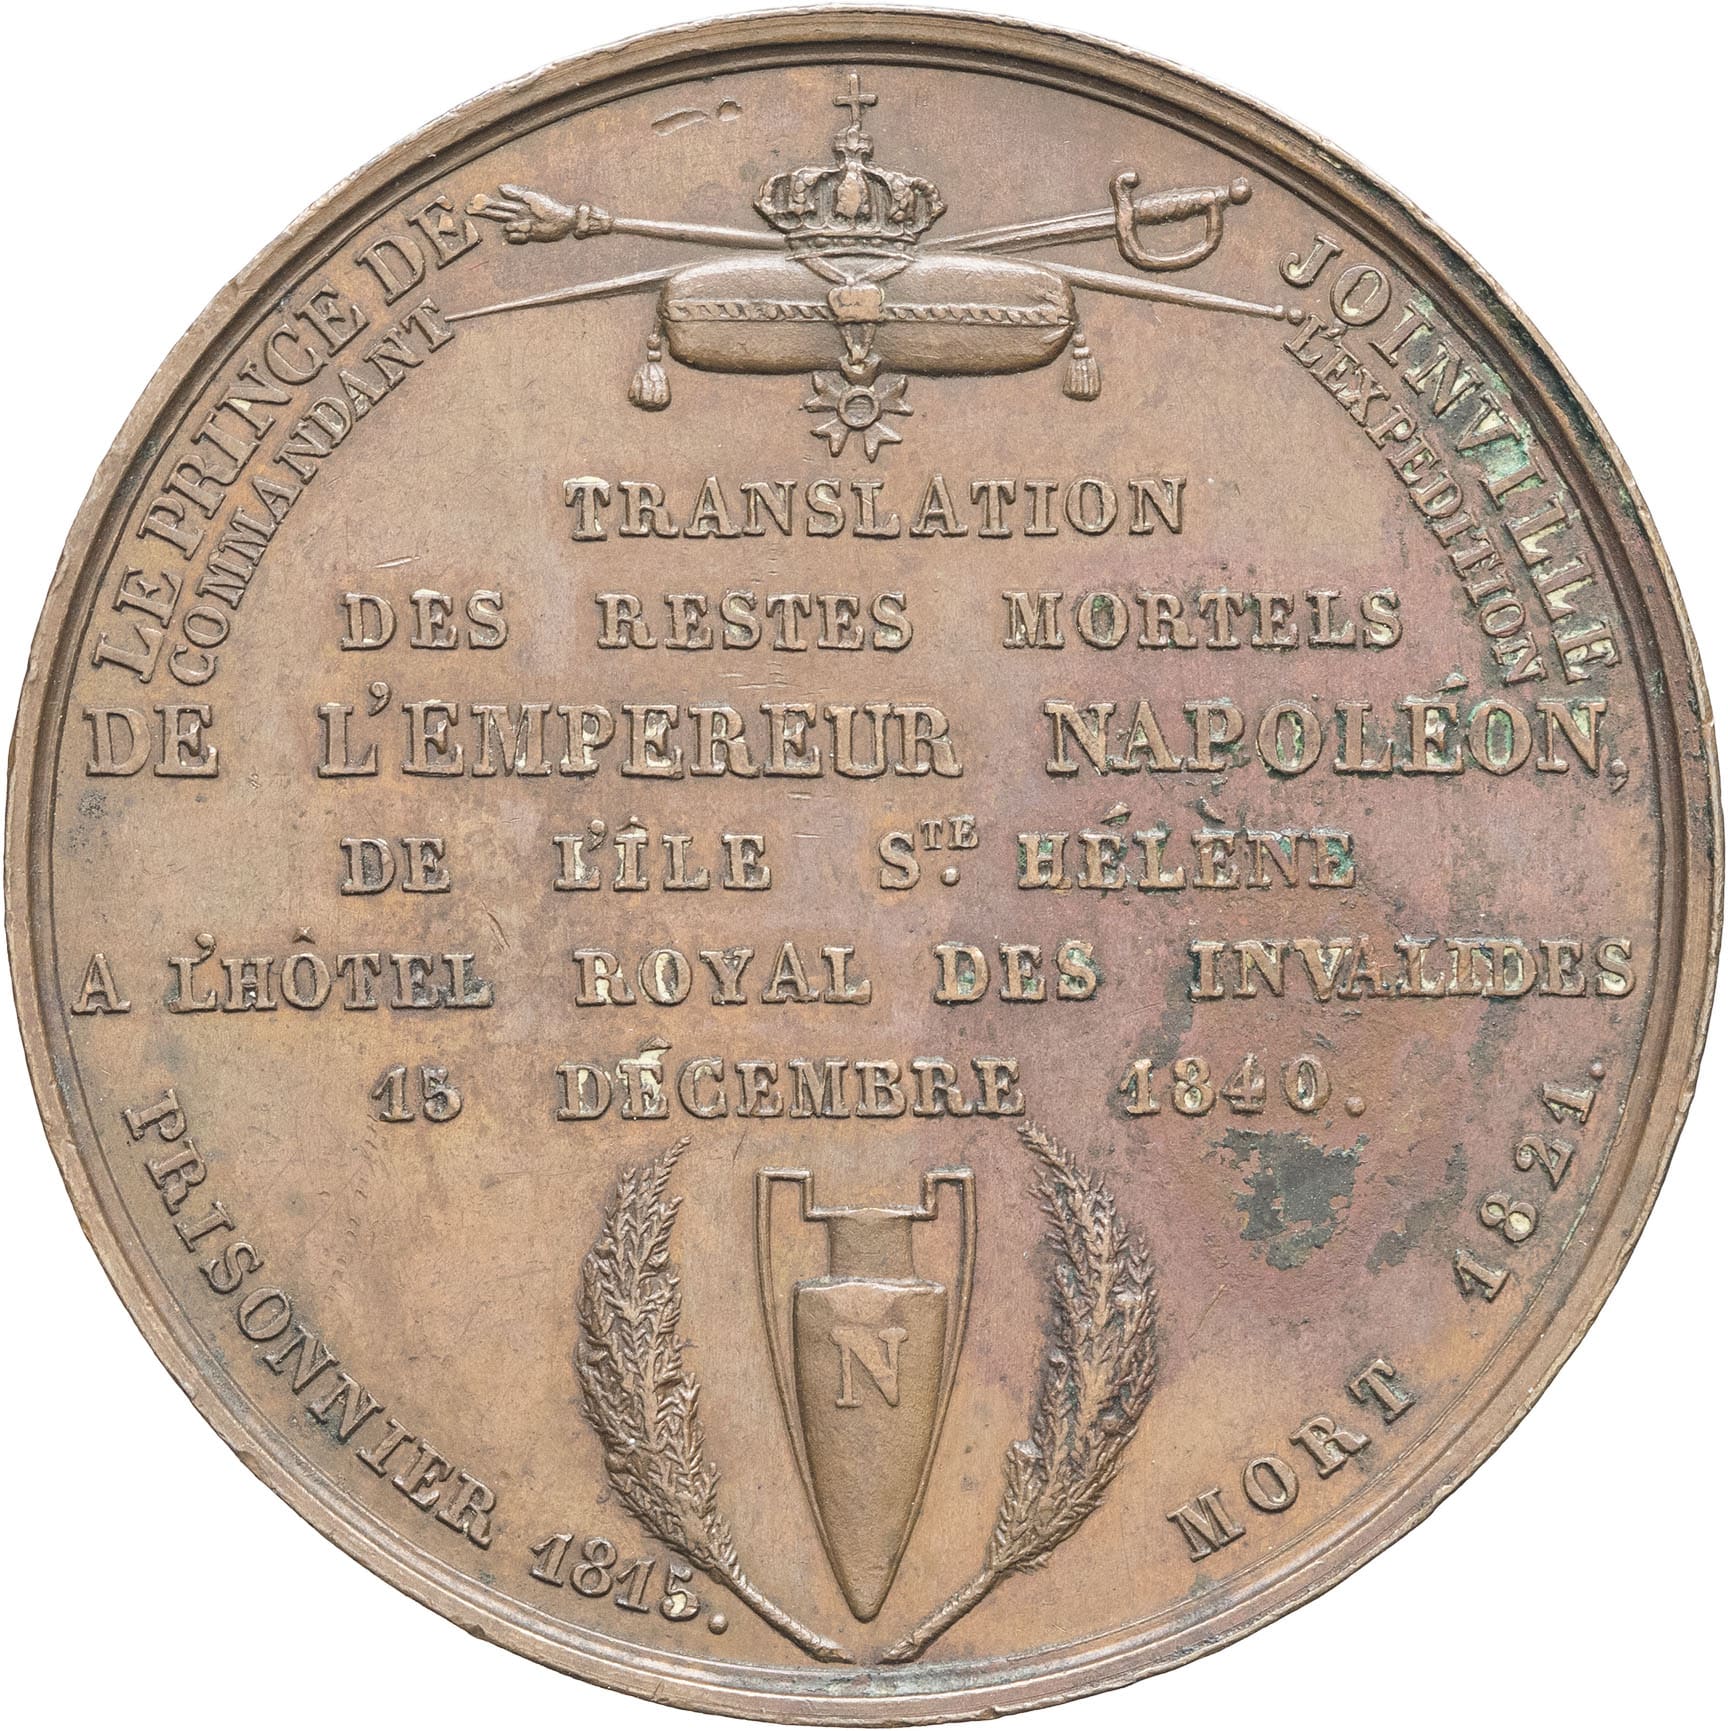 LE PRINCE DE JOINVILLE
COMMANDANT L'EXPEDITION
TRANSLATION
DES RESTES MORTELS
DE L'EMPEREUR NAPOLÉON,
DE L'ÎLE STE. HÉLÈNE
A L'HÔTEL ROYAL DES INVALIDES
15 DÉCEMBRE 1840.
N
PRISONNIER 1815.
MORT 1821.